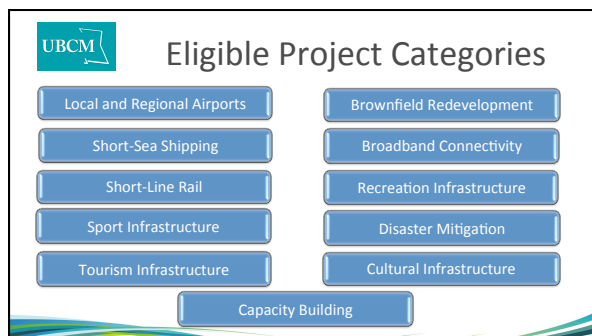 UBCM
Eligible Project Categories
Local and Regional Airports
Brownfield Redevelopment
Short-Sea Shipping
Broadband Connectivity
Short-Line Rail
Recreation Infrastructure
Sport Infrastructure
Disaster Mitigation
Tourism Infrastructure
Cultural Infrastructure
Capacity Building